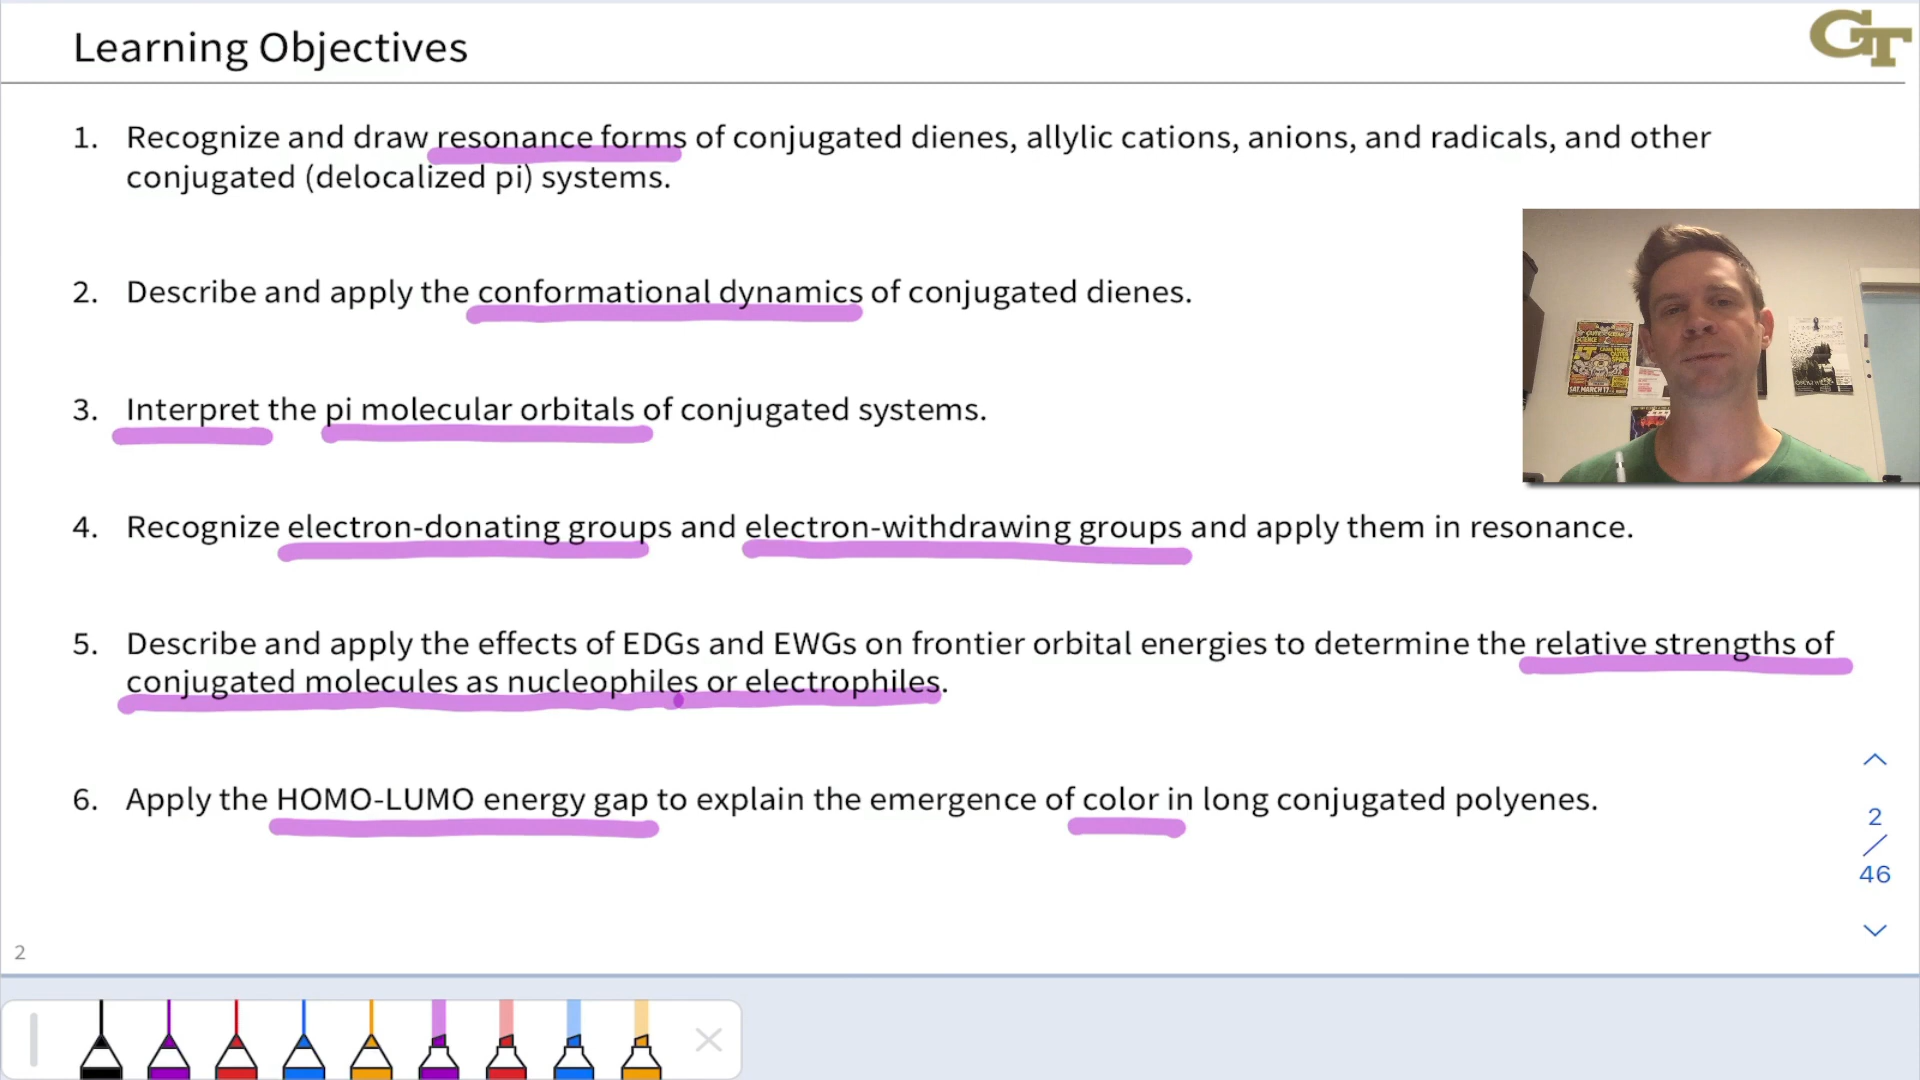 Learning Objectives
GT
1. Recognize and draw resonance forms of conjugated dienes, allylic cations, anions, and radicals, and other
conjugated (delocalized pi) systems.
2. Describe and apply the conformational dynamics of conjugated dienes.
3. Interpret the pi molecular orbitals of conjugated systems.
4. Recognize electron-donating groups and electron-withdrawing groups and apply them in resonance.
5. Describe and apply the effects of EDGs and EWGs on frontier orbital energies to determine the relative strengths of
conjugated molecules as nucleophiles or electrophiles.
6. Apply the HOMO-LUMO energy gap to explain the emergence of color in long conjugated polyenes.
SAT. MARCH 17
2
/
46
2